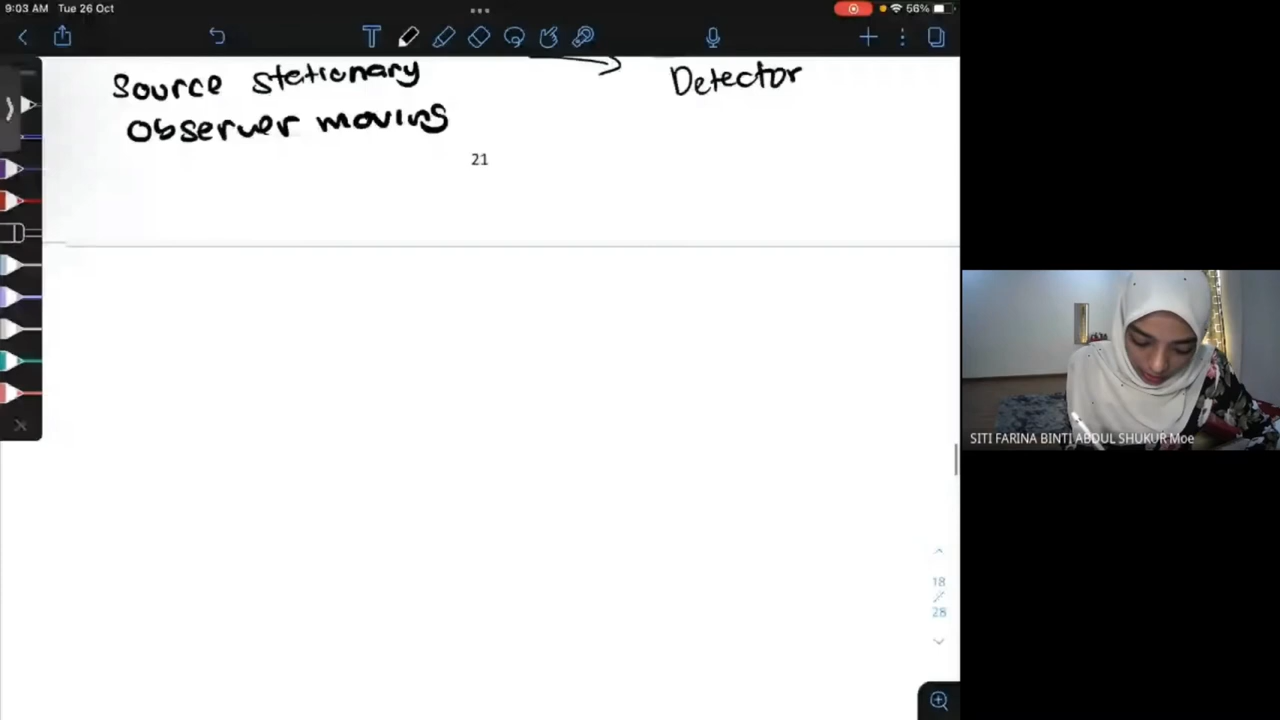 9:03 AM Tue 26 Oct
56%
T
Source stationary
Detector
Observer moving
21
SITI FARINA BINTI ABDUL SHUKUR Moe
18
/
28